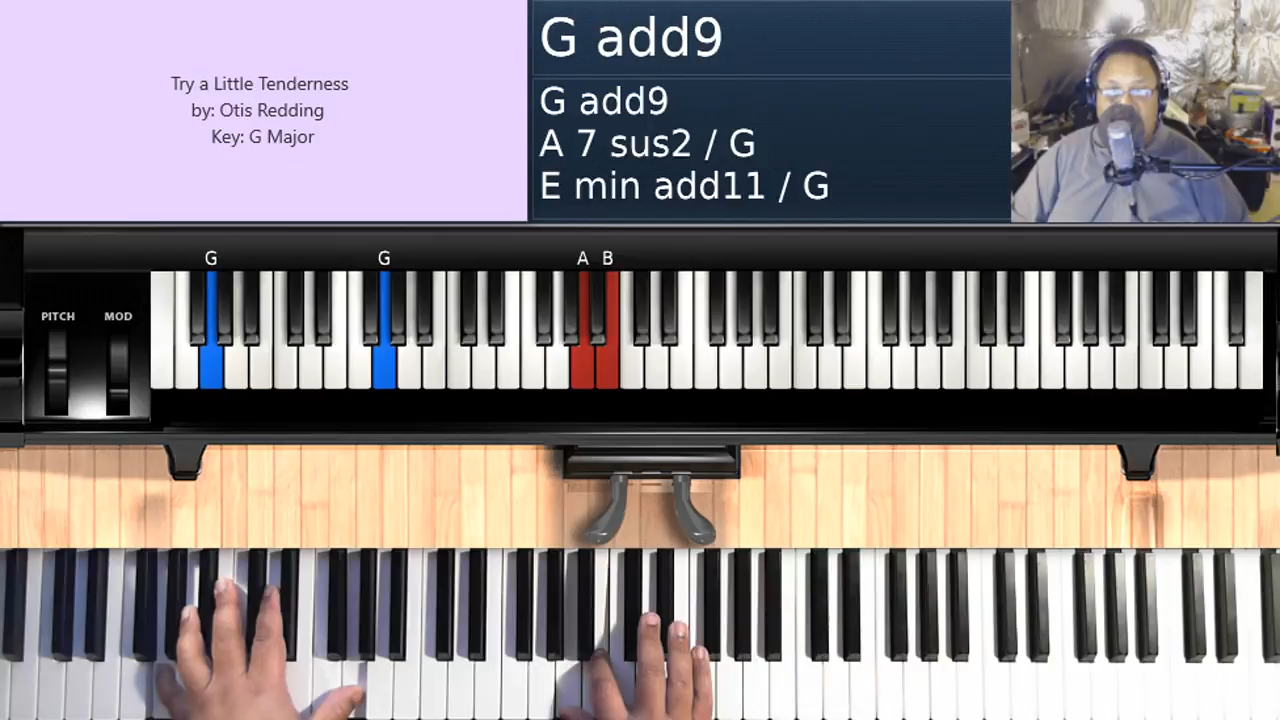 Try a Little Tenderness
by: Otis Redding
Key: G Major
G add9
G add9
A 7 sus2 / G
E min add11 / G
G G A B
PITCH MOD